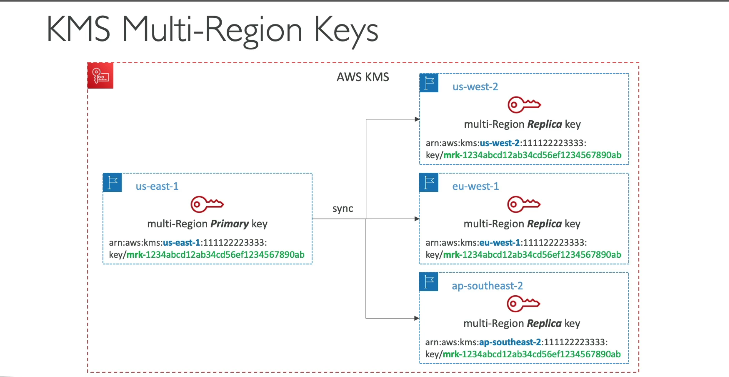 KMS Multi-Region Keys
AWS KMS
us-east-1
multi-Region Primary key
arn:aws:kms:us-east-1:111122223333:
key/mrk-1234abcd12ab34cd56ef1234567890ab
sync
us-west-2
multi-Region Replica key
arn:aws:kms:us-west-2:111122223333:
key/mrk-1234abcd12ab34cd56ef1234567890ab
eu-west-1
multi-Region Replica key
arn:aws:kms:eu-west-1:111122223333:
key/mrk-1234abcd12ab34cd56ef1234567890ab
ap-southeast-2
multi-Region Replica key
arn:aws:kms:ap-southeast-2:111122223333:
key/mrk-1234abcd12ab34cd56ef1234567890ab